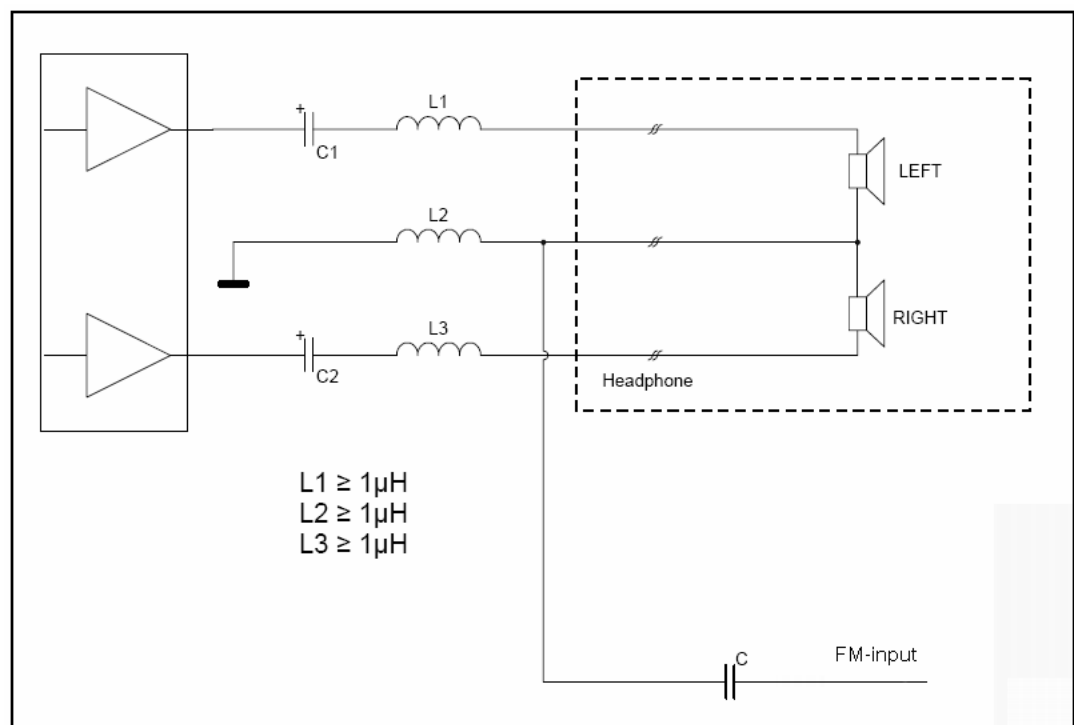 L1
+
C1
LEFT
L2
RIGHT
L3
+
C2
Headphone
L1 ≥ 1µH
L2 ≥ 1µH
L3 ≥ 1µH
C
FM-input